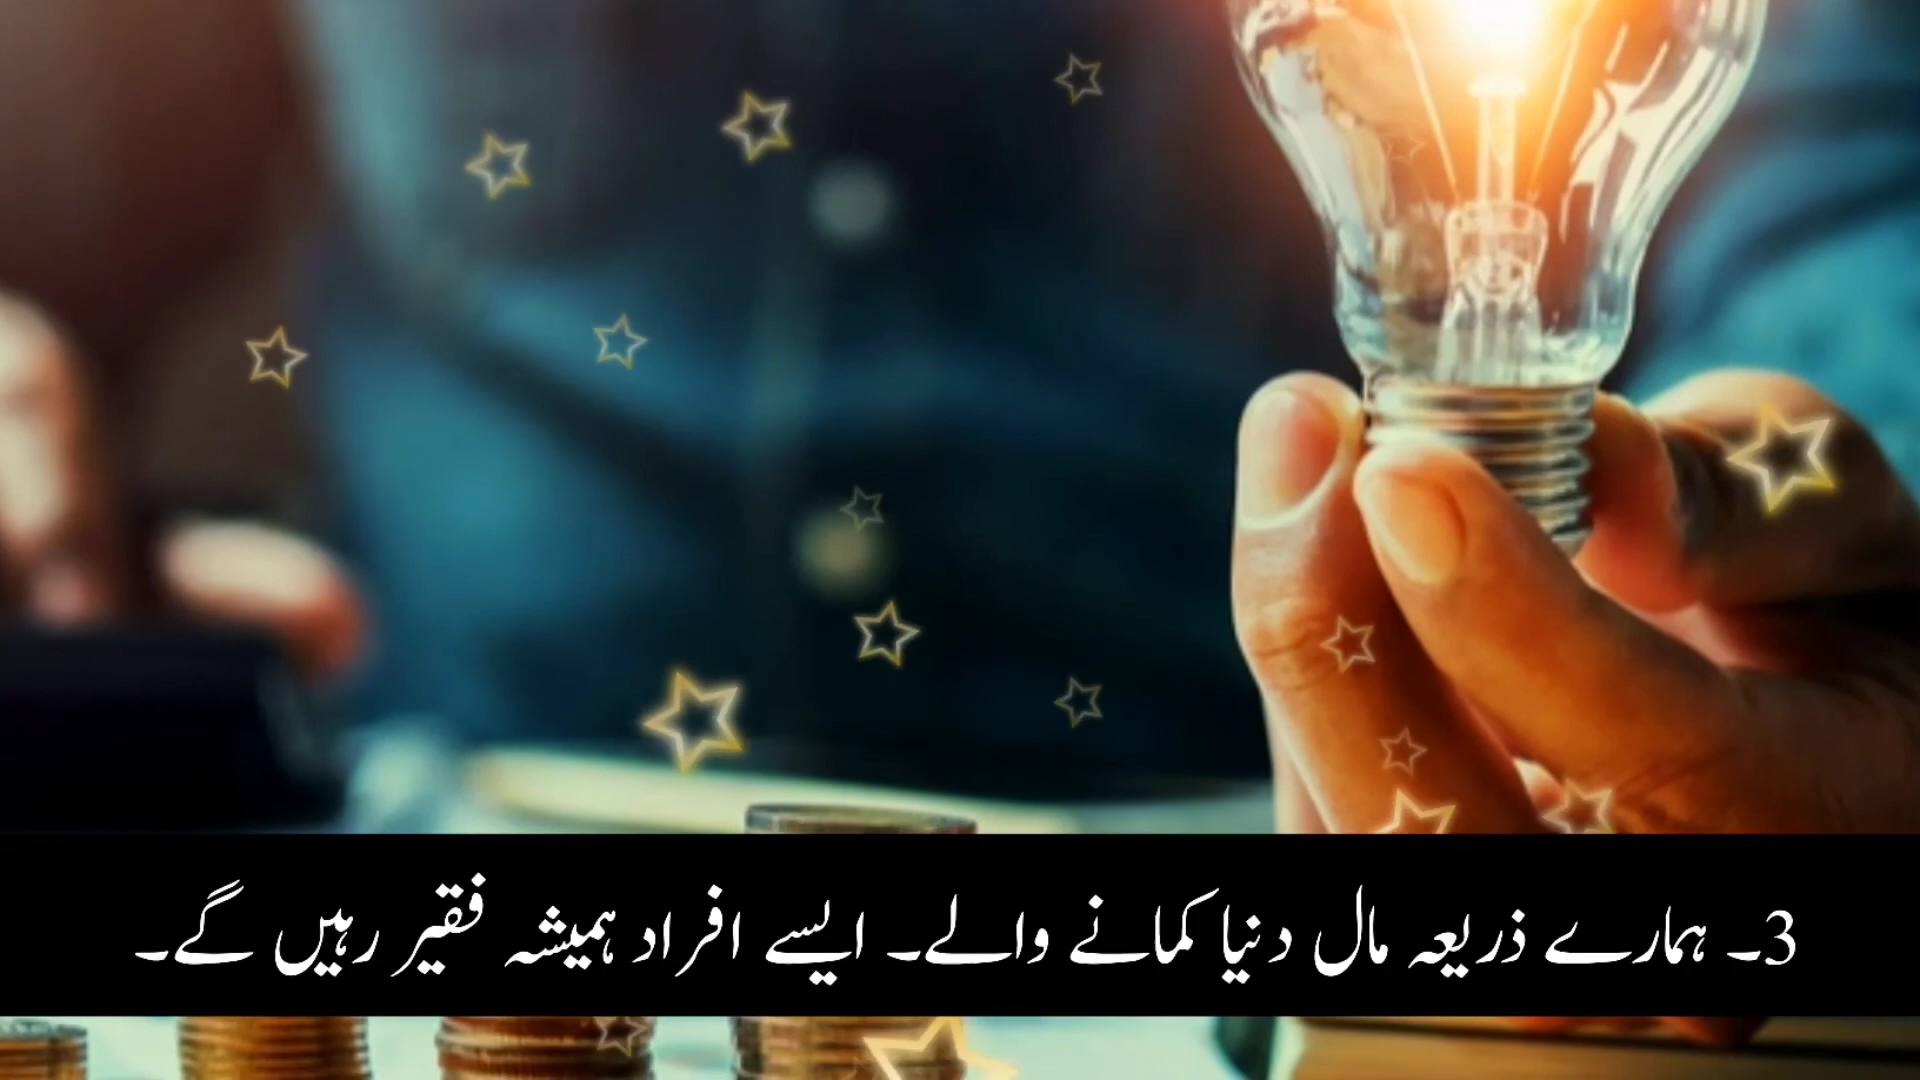 3۔ ہمارے ذریعہ مال دنیا کمانے والے۔ ایسے افراد ہمیشہ فقیر رہیں گے۔